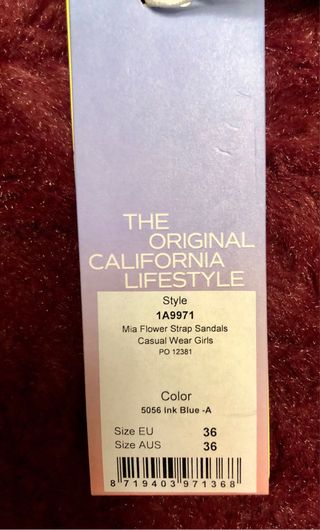 THE
ORIGINAL
CALIFORNIA
LIFESTYLE
Style
1A9971
Mia Flower Strap Sandals
Casual Wear Girls
PO 12381
Color
5056 Ink Blue -A
Size EU 36
Size AUS 36
8 719403 971368